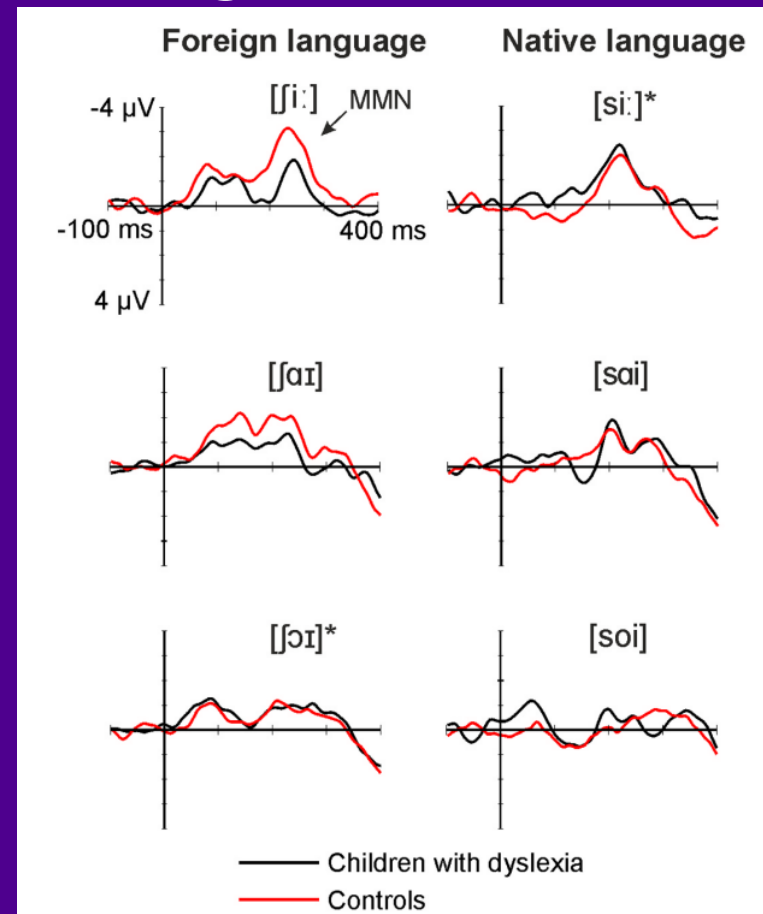 Foreign language Native language
-4 µV [ʃiː] MMN [siː]*
-100 ms 400 ms
4 µV
[ʃɑɪ] [sɑi]
[ʃɔɪ]* [soi]
Children with dyslexia
Controls